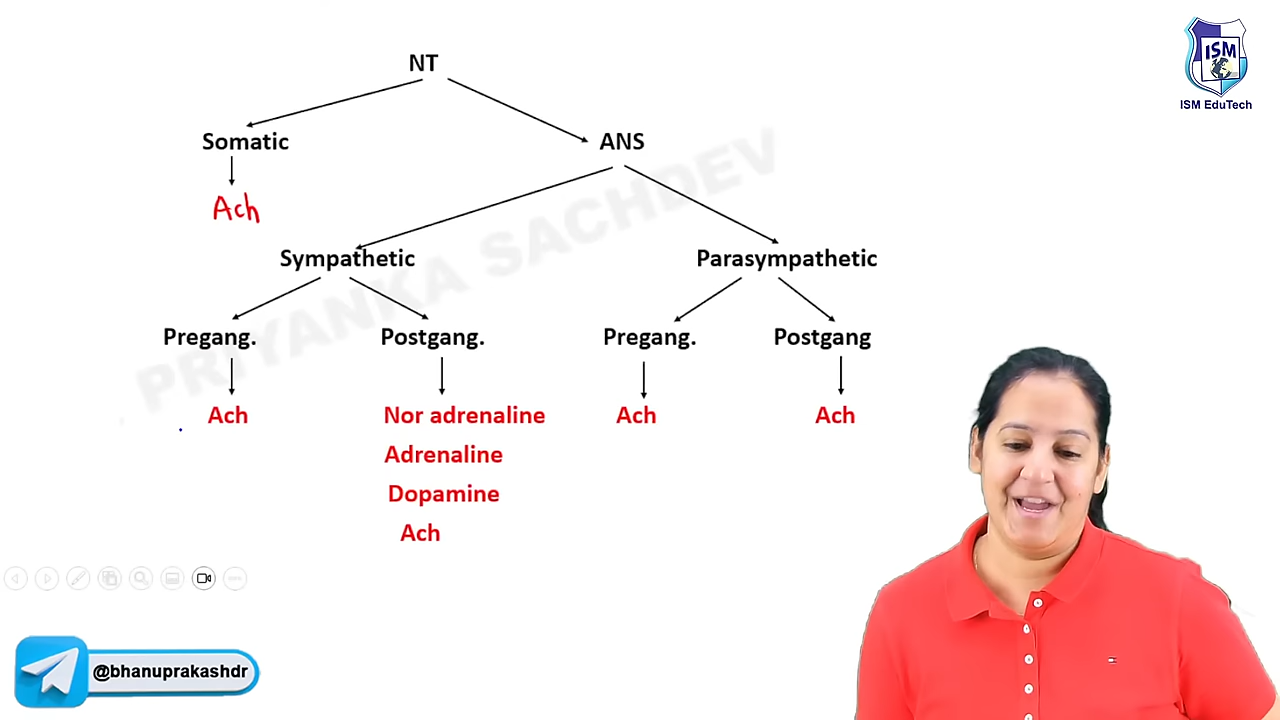 NT
ISM
ISM EduTech
Somatic
ANS
Ach
PRIYANKA SACHDEV
Sympathetic
Parasympathetic
Pregang.
Postgang.
Pregang.
Postgang
Ach
Nor adrenaline
Ach
Ach
Adrenaline
Dopamine
Ach
@bhanuprakashdr